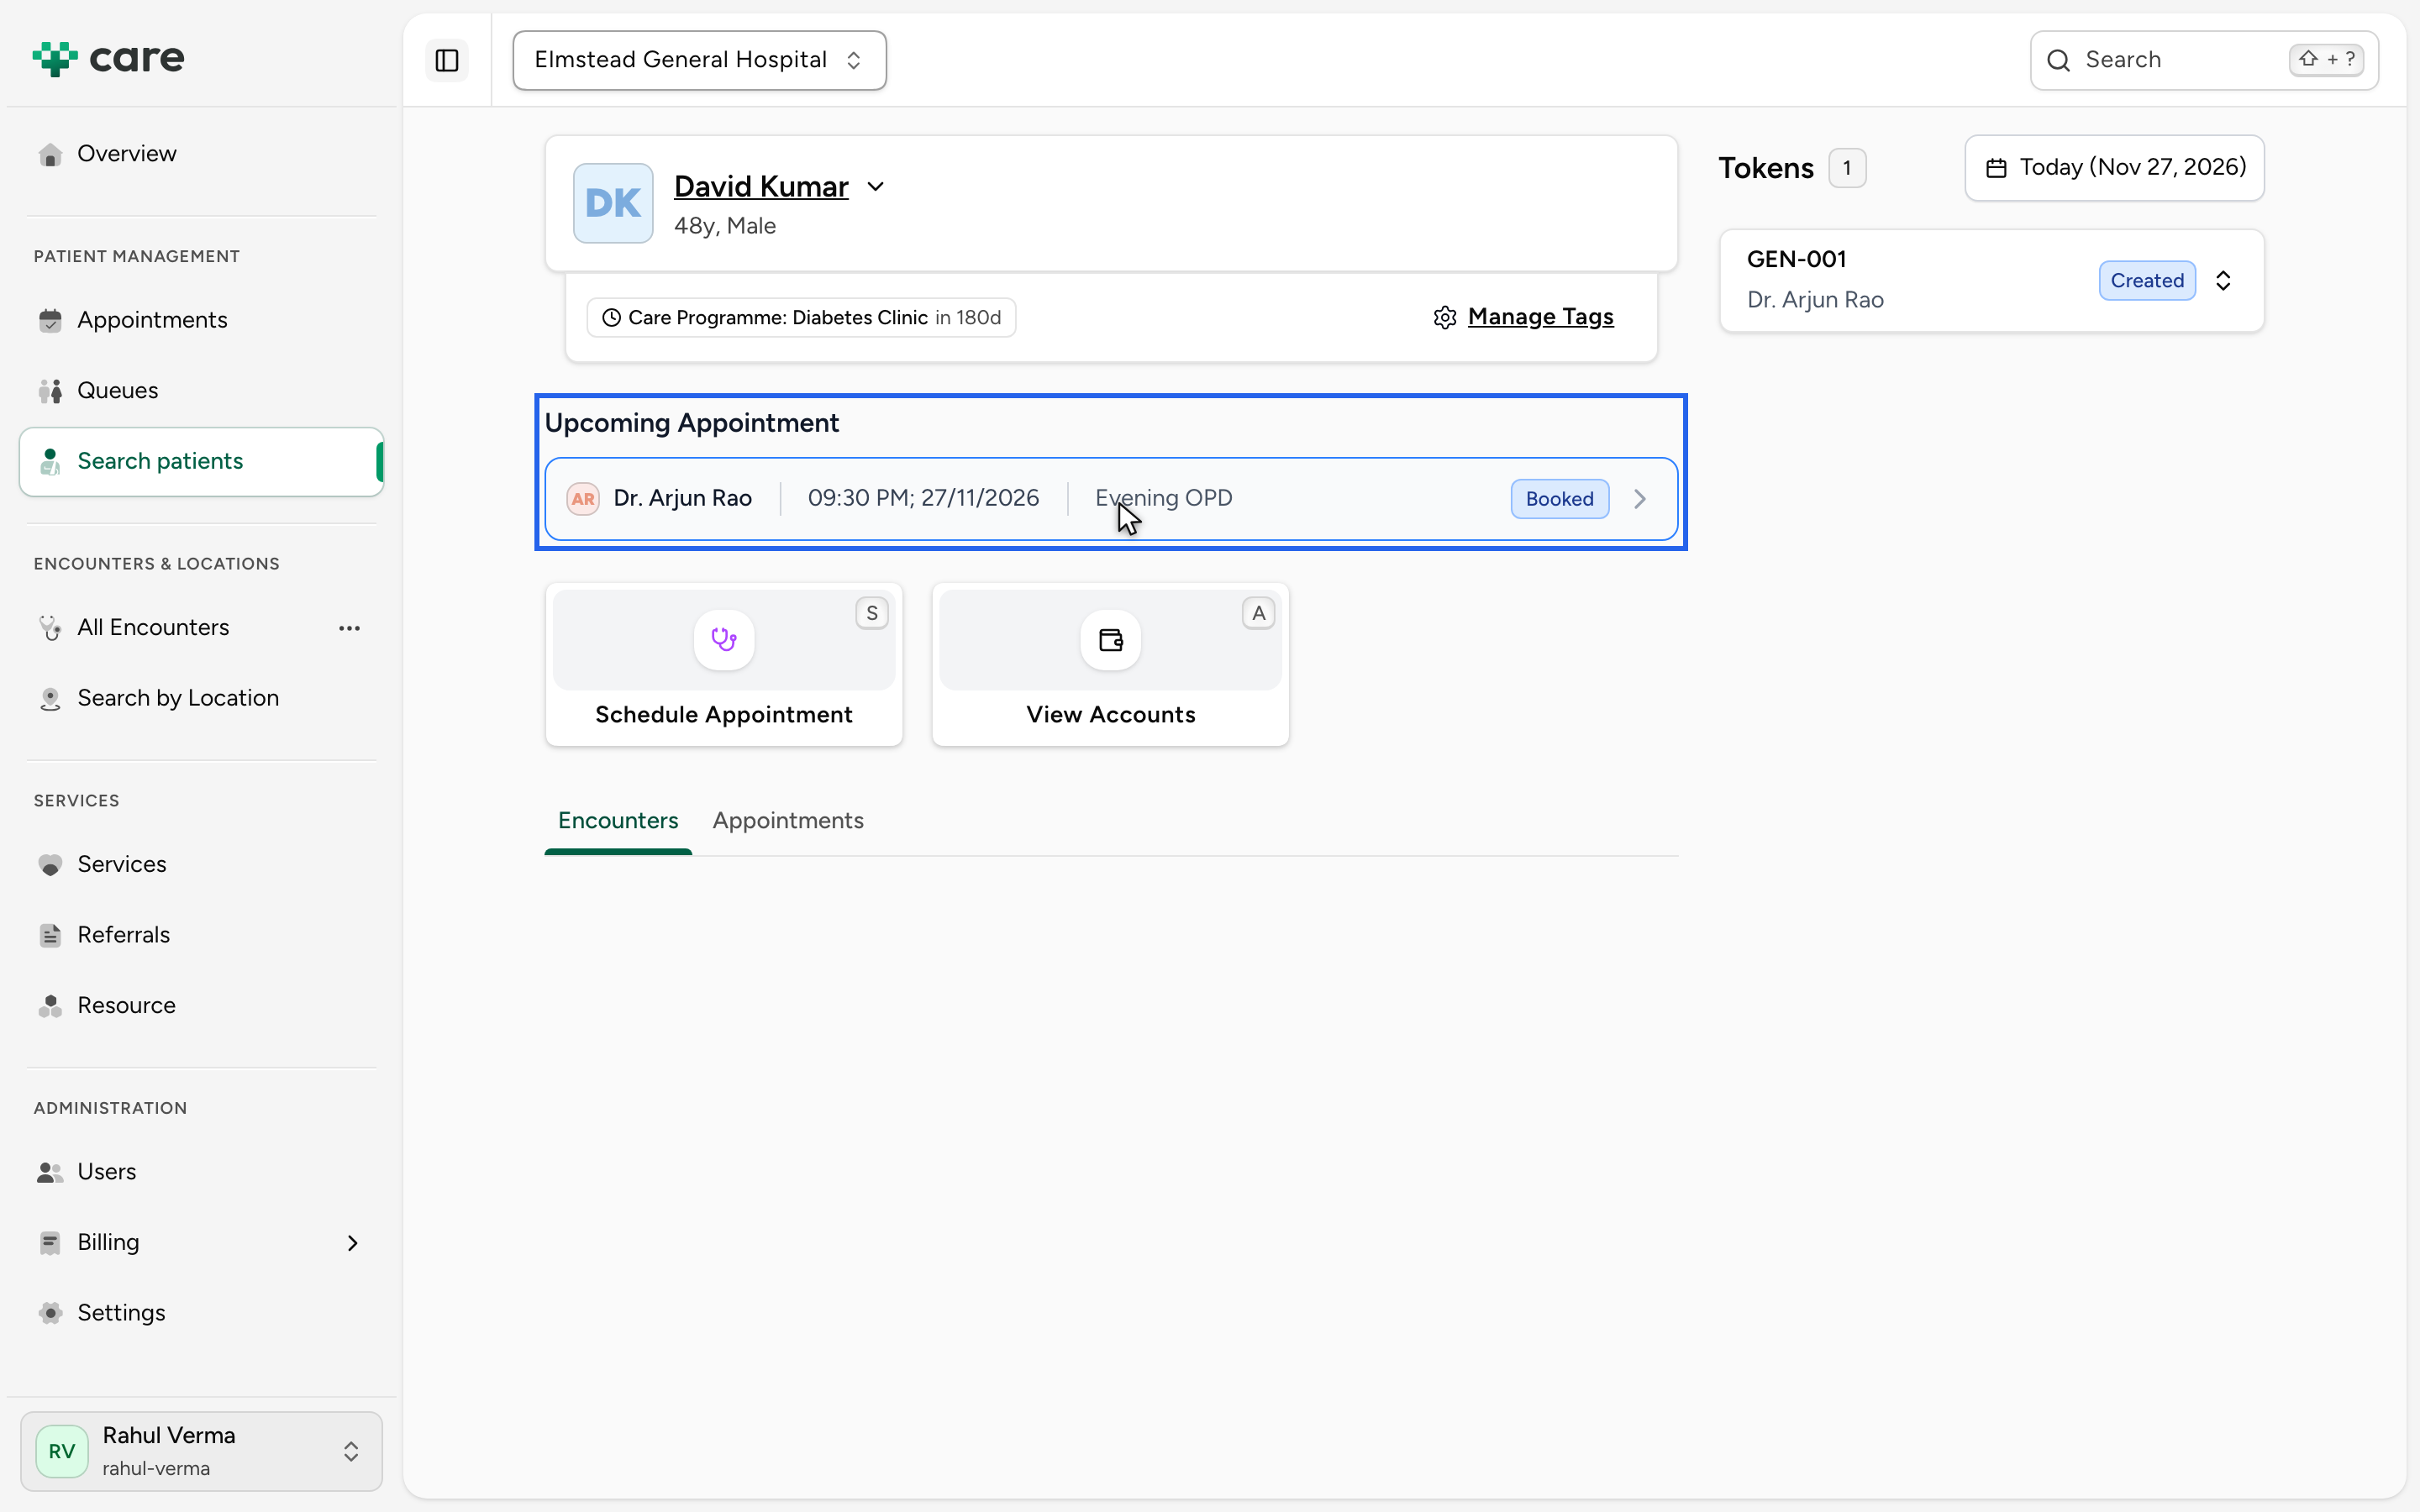 care
Overview
PATIENT MANAGEMENT
Appointments
Queues
Search patients
ENCOUNTERS & LOCATIONS
All Encounters
Search by Location
SERVICES
Services
Referrals
Resource
ADMINISTRATION
Users
Billing
Settings
RV
Rahul Verma
rahul-verma
Elmstead General Hospital
Search
+ ?
DK
David Kumar
48y, Male
Care Programme: Diabetes Clinic in 180d
Manage Tags
Upcoming Appointment
AR Dr. Arjun Rao 09:30 PM; 27/11/2026 Evening OPD Booked
S
Schedule Appointment
A
View Accounts
Encounters Appointments
Tokens 1
Today (Nov 27, 2026)
GEN-001
Dr. Arjun Rao
Created